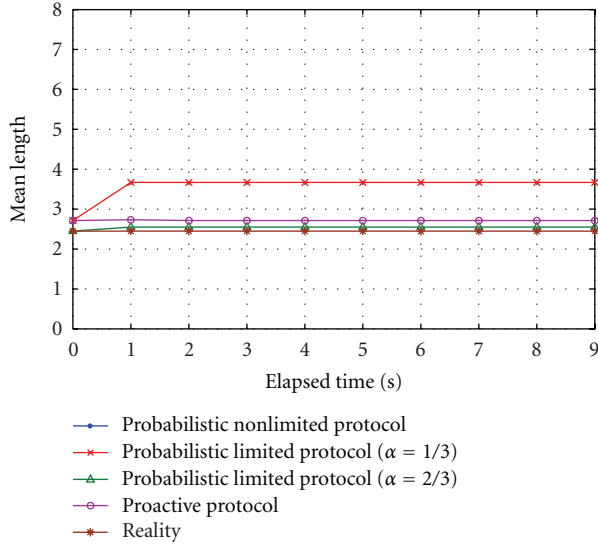 8
7
6
5
4
3
2
1
0
Mean length
0 1 2 3 4 5 6 7 8 9
Elapsed time (s)
Probabilistic nonlimited protocol
Probabilistic limited protocol (α = 1/3)
Probabilistic limited protocol (α = 2/3)
Proactive protocol
Reality